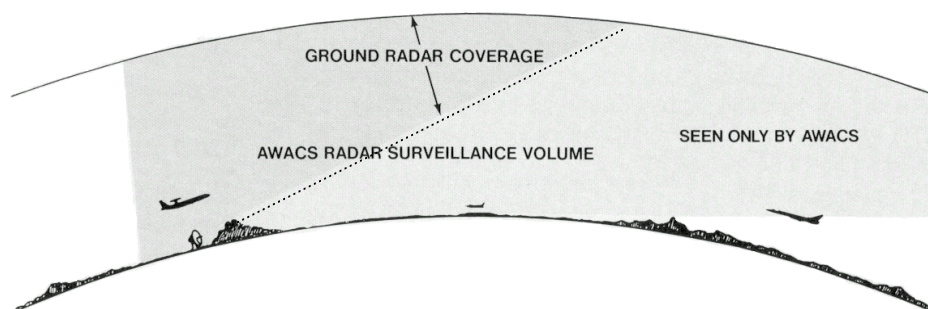 GROUND RADAR COVERAGE
SEEN ONLY BY AWACS
AWACS RADAR SURVEILLANCE VOLUME